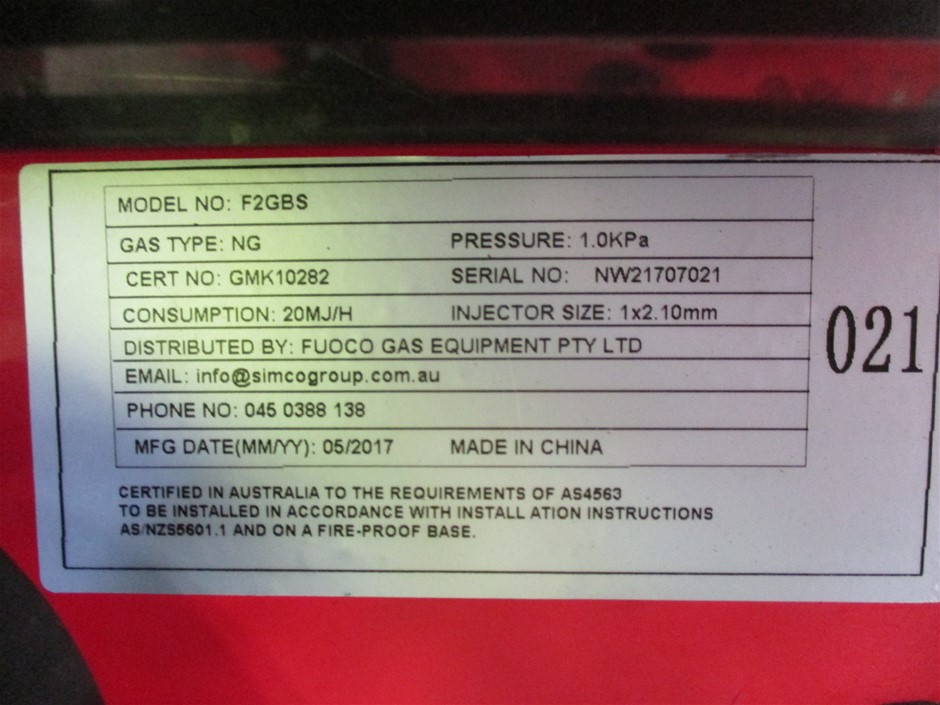 MODEL NO: F2GBS
GAS TYPE: NG PRESSURE: 1.0KPa
CERT NO: GMK10282 SERIAL NO: NW21707021
CONSUMPTION: 20MJ/H INJECTOR SIZE: 1x2.10mm
021
DISTRIBUTED BY: FUOCO GAS EQUIPMENT PTY LTD
EMAIL: info@simcogroup.com.au
PHONE NO: 045 0388 138
MFG DATE(MM/YY): 05/2017 MADE IN CHINA
CERTIFIED IN AUSTRALIA TO THE REQUIREMENTS OF AS4563
TO BE INSTALLED IN ACCORDANCE WITH INSTALL ATION INSTRUCTIONS
AS/NZS5601.1 AND ON A FIRE-PROOF BASE.